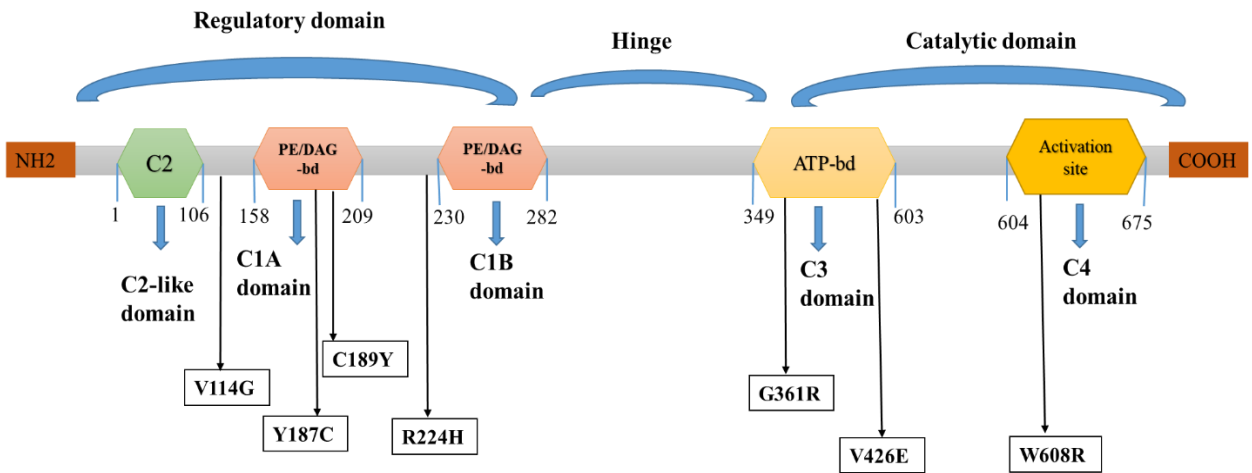 Regulatory domain
Hinge
Catalytic domain
NH2
C2
PE/DAG
-bd
PE/DAG
-bd
ATP-bd
Activation
site
COOH
1
106
158
209
230
282
349
603
604
675
C2-like
domain
C1A
domain
C1B
domain
C3
domain
C4
domain
V114G
Y187C
C189Y
R224H
G361R
V426E
W608R